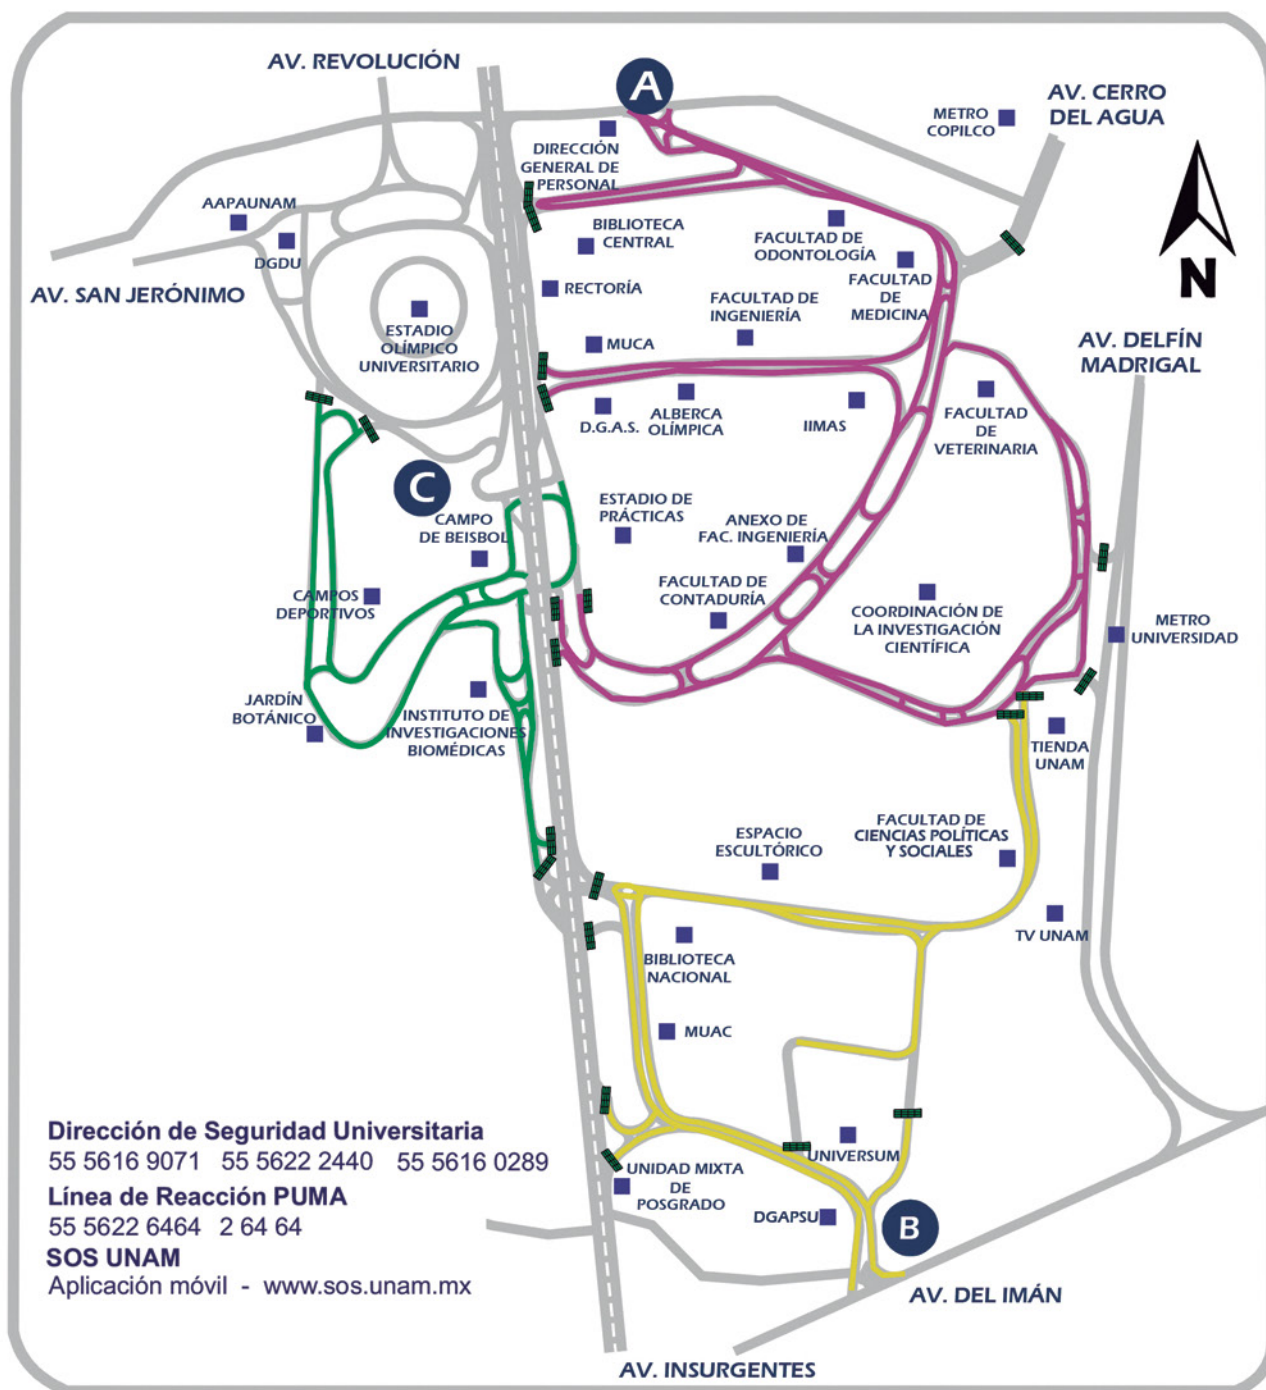 AV. REVOLUCIÓN
A
AV. CERRO
DEL AGUA
METRO
COPILCO
DIRECCIÓN
GENERAL DE
PERSONAL
AAPAUNAM
DGDU
BIBLIOTECA
CENTRAL
FACULTAD DE
ODONTOLOGÍA
FACULTAD
DE
MEDICINA
N
AV. SAN JERÓNIMO
RECTORÍA
FACULTAD DE
INGENIERÍA
ESTADIO
OLÍMPICO
UNIVERSITARIO
MUCA
AV. DELFÍN
MADRIGAL
D.G.A.S.
ALBERCA
OLÍMPICA
IIMAS
FACULTAD
DE
VETERINARIA
C
CAMPO
DE BEISBOL
ESTADIO DE
PRÁCTICAS
ANEXO DE
FAC. INGENIERÍA
CAMPOS
DEPORTIVOS
FACULTAD DE
CONTADURÍA
COORDINACIÓN DE
LA INVESTIGACIÓN
CIENTÍFICA
METRO
UNIVERSIDAD
JARDÍN
BOTÁNICO
INSTITUTO DE
INVESTIGACIONES
BIOMÉDICAS
TIENDA
UNAM
ESPACIO
ESCULTÓRICO
FACULTAD DE
CIENCIAS POLÍTICAS
Y SOCIALES
TV UNAM
BIBLIOTECA
NACIONAL
MUAC
UNIVERSUM
UNIDAD MIXTA
DE
POSGRADO
DGAPSU
B
AV. DEL IMÁN
AV. INSURGENTES
Dirección de Seguridad Universitaria
55 5616 9071 55 5622 2440 55 5616 0289
Línea de Reacción PUMA
55 5622 6464 2 64 64
SOS UNAM
Aplicación móvil - www.sos.unam.mx